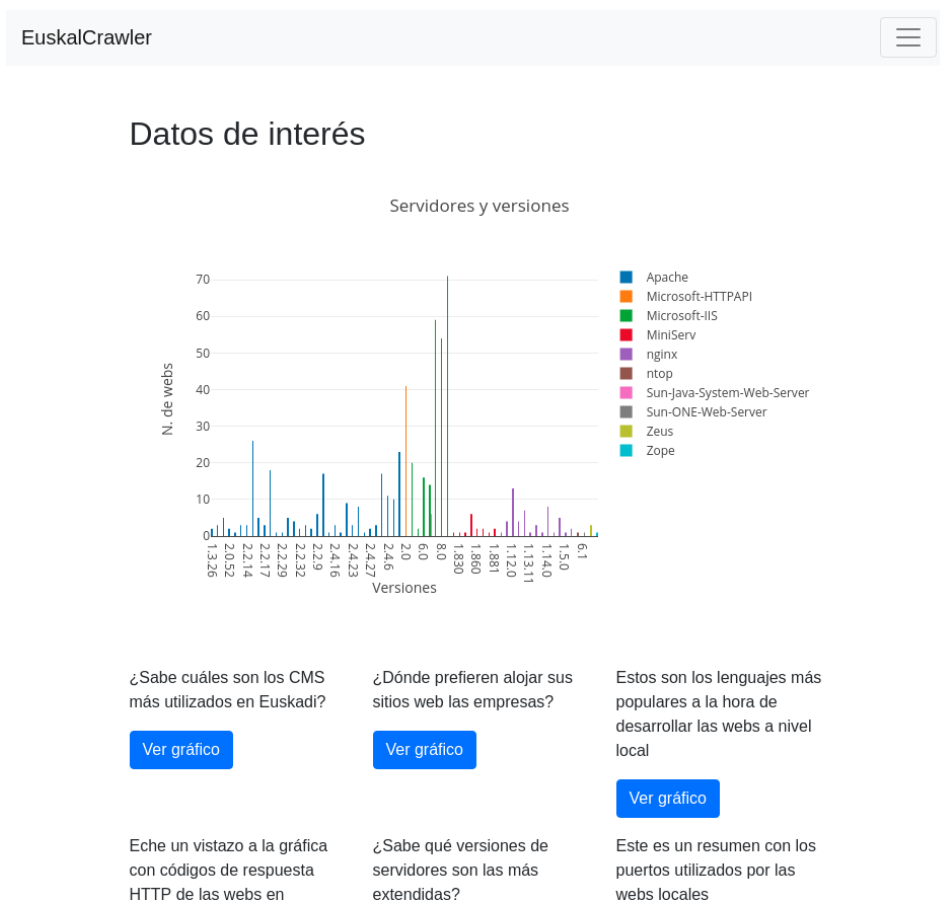 EuskalCrawler
Datos de interés
Servidores y versiones
70
60
50
40
30
20
10
0
N. de webs
1.3.26
2.0.52
2.2.14
2.2.17
2.2.29
2.2.32
2.2.9
2.4.16
2.4.23
2.4.27
2.4.6
2.0
6.0
8.0
1.830
1.860
1.881
1.12.0
1.13.11
1.14.0
1.5.0
6.1
Versiones
Apache
Microsoft-HTTPAPI
Microsoft-IIS
MiniServ
nginx
ntop
Sun-Java-System-Web-Server
Sun-ONE-Web-Server
Zeus
Zope
¿Sabe cuáles son los CMS
más utilizados en Euskadi?
Ver gráfico
¿Dónde prefieren alojar sus
sitios web las empresas?
Ver gráfico
Estos son los lenguajes más
populares a la hora de
desarrollar las webs a nivel
local
Ver gráfico
Eche un vistazo a la gráfica
con códigos de respuesta
HTTP de las webs en
¿Sabe qué versiones de
servidores son las más
extendidas?
Este es un resumen con los
puertos utilizados por las
webs locales